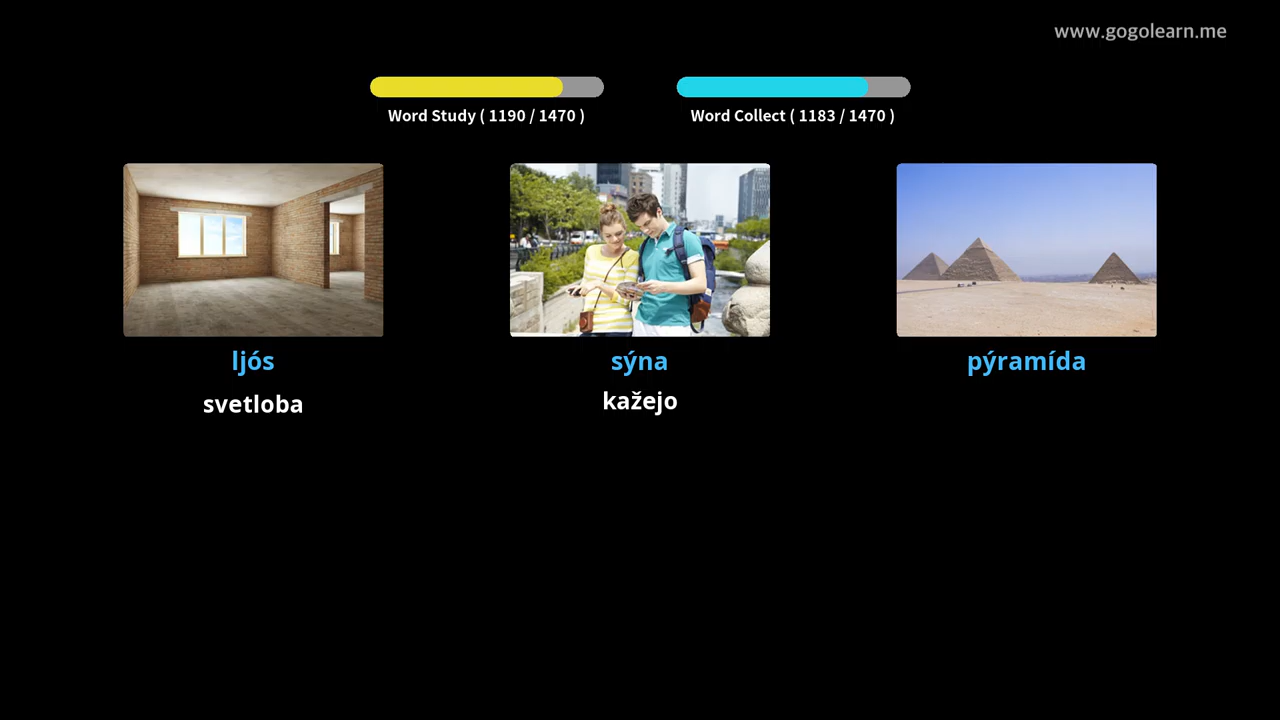 www.gogolearn.me
Word Study ( 1190 / 1470 )
Word Collect ( 1183 / 1470 )
ljós
sýna
pýramída
svetloba
kažejo